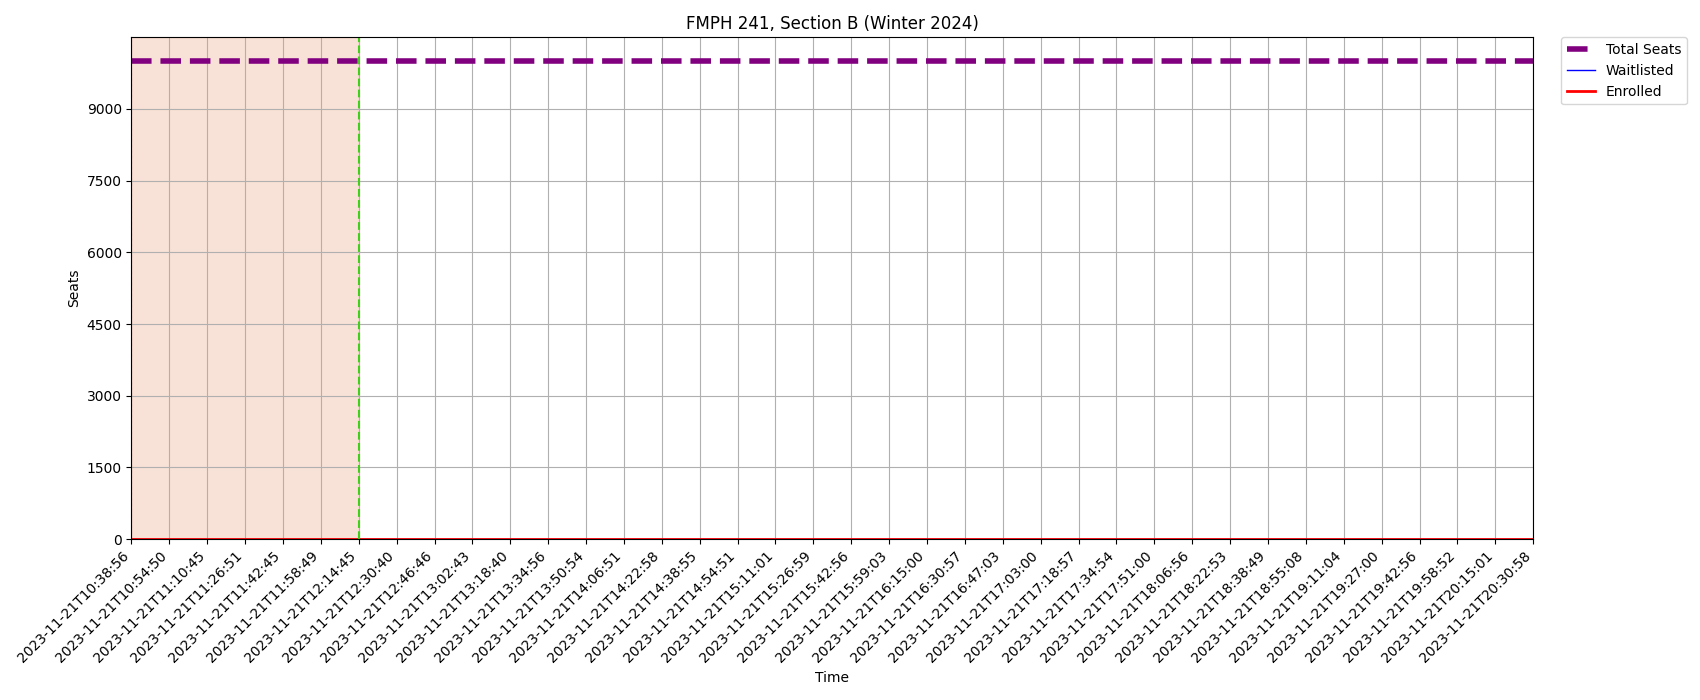 FMPH 241, Section B (Winter 2024)
Total Seats
Waitlisted
Enrolled
Seats
9000
7500
6000
4500
3000
1500
0
2023-11-21T10:38:56
2023-11-21T10:54:50
2023-11-21T11:10:45
2023-11-21T11:26:51
2023-11-21T11:42:45
2023-11-21T11:58:49
2023-11-21T12:14:45
2023-11-21T12:30:40
2023-11-21T12:46:46
2023-11-21T13:02:43
2023-11-21T13:18:40
2023-11-21T13:34:56
2023-11-21T13:50:54
2023-11-21T14:06:51
2023-11-21T14:22:58
2023-11-21T14:38:55
2023-11-21T14:54:51
2023-11-21T15:11:01
2023-11-21T15:26:59
2023-11-21T15:42:56
2023-11-21T15:59:03
2023-11-21T16:15:00
2023-11-21T16:30:57
2023-11-21T16:47:03
2023-11-21T17:03:00
2023-11-21T17:18:57
2023-11-21T17:34:54
2023-11-21T17:51:00
2023-11-21T18:06:56
2023-11-21T18:22:53
2023-11-21T18:38:49
2023-11-21T18:55:08
2023-11-21T19:11:04
2023-11-21T19:27:00
2023-11-21T19:42:56
2023-11-21T19:58:52
2023-11-21T20:15:01
2023-11-21T20:30:58
Time